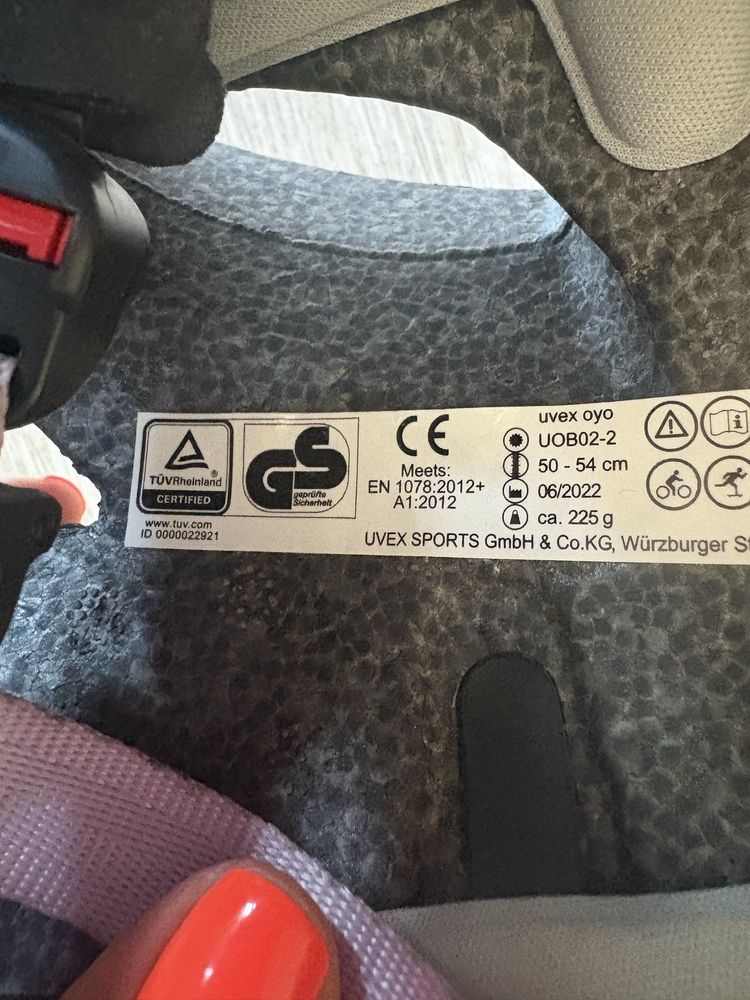 TÜVRheinland®
CERTIFIED
www.tuv.com
ID 0000022921
GS
geprüfte
Sicherheit
CE
Meets:
EN 1078:2012+
A1:2012
uvex oyo
UOB02-2
50 - 54 cm
06/2022
ca. 225 g
UVEX SPORTS GmbH & Co.KG, Würzburger